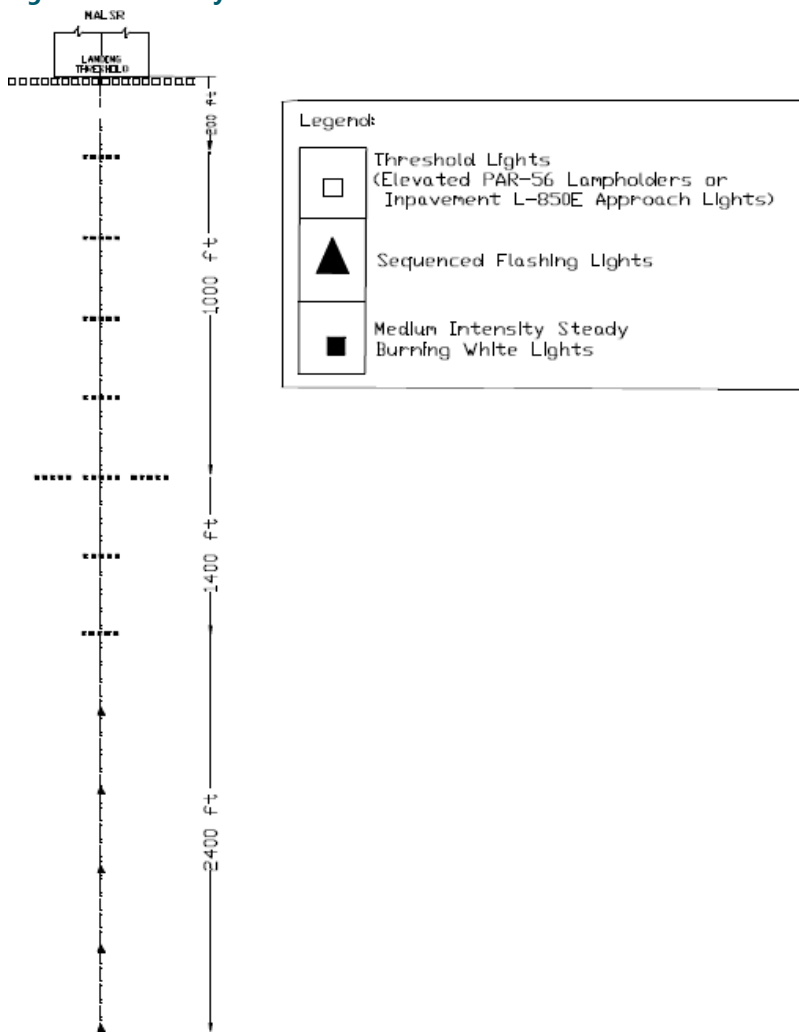 MALSR
LANDING
THRESHOLD
200 ft
1000 ft
1400 ft
2400 ft
Legend:
Threshold Lights
(Elevated PAR-56 Lampholders or
Inpavement L-850E Approach Lights)
Sequenced Flashing Lights
Medium Intensity Steady
Burning White Lights